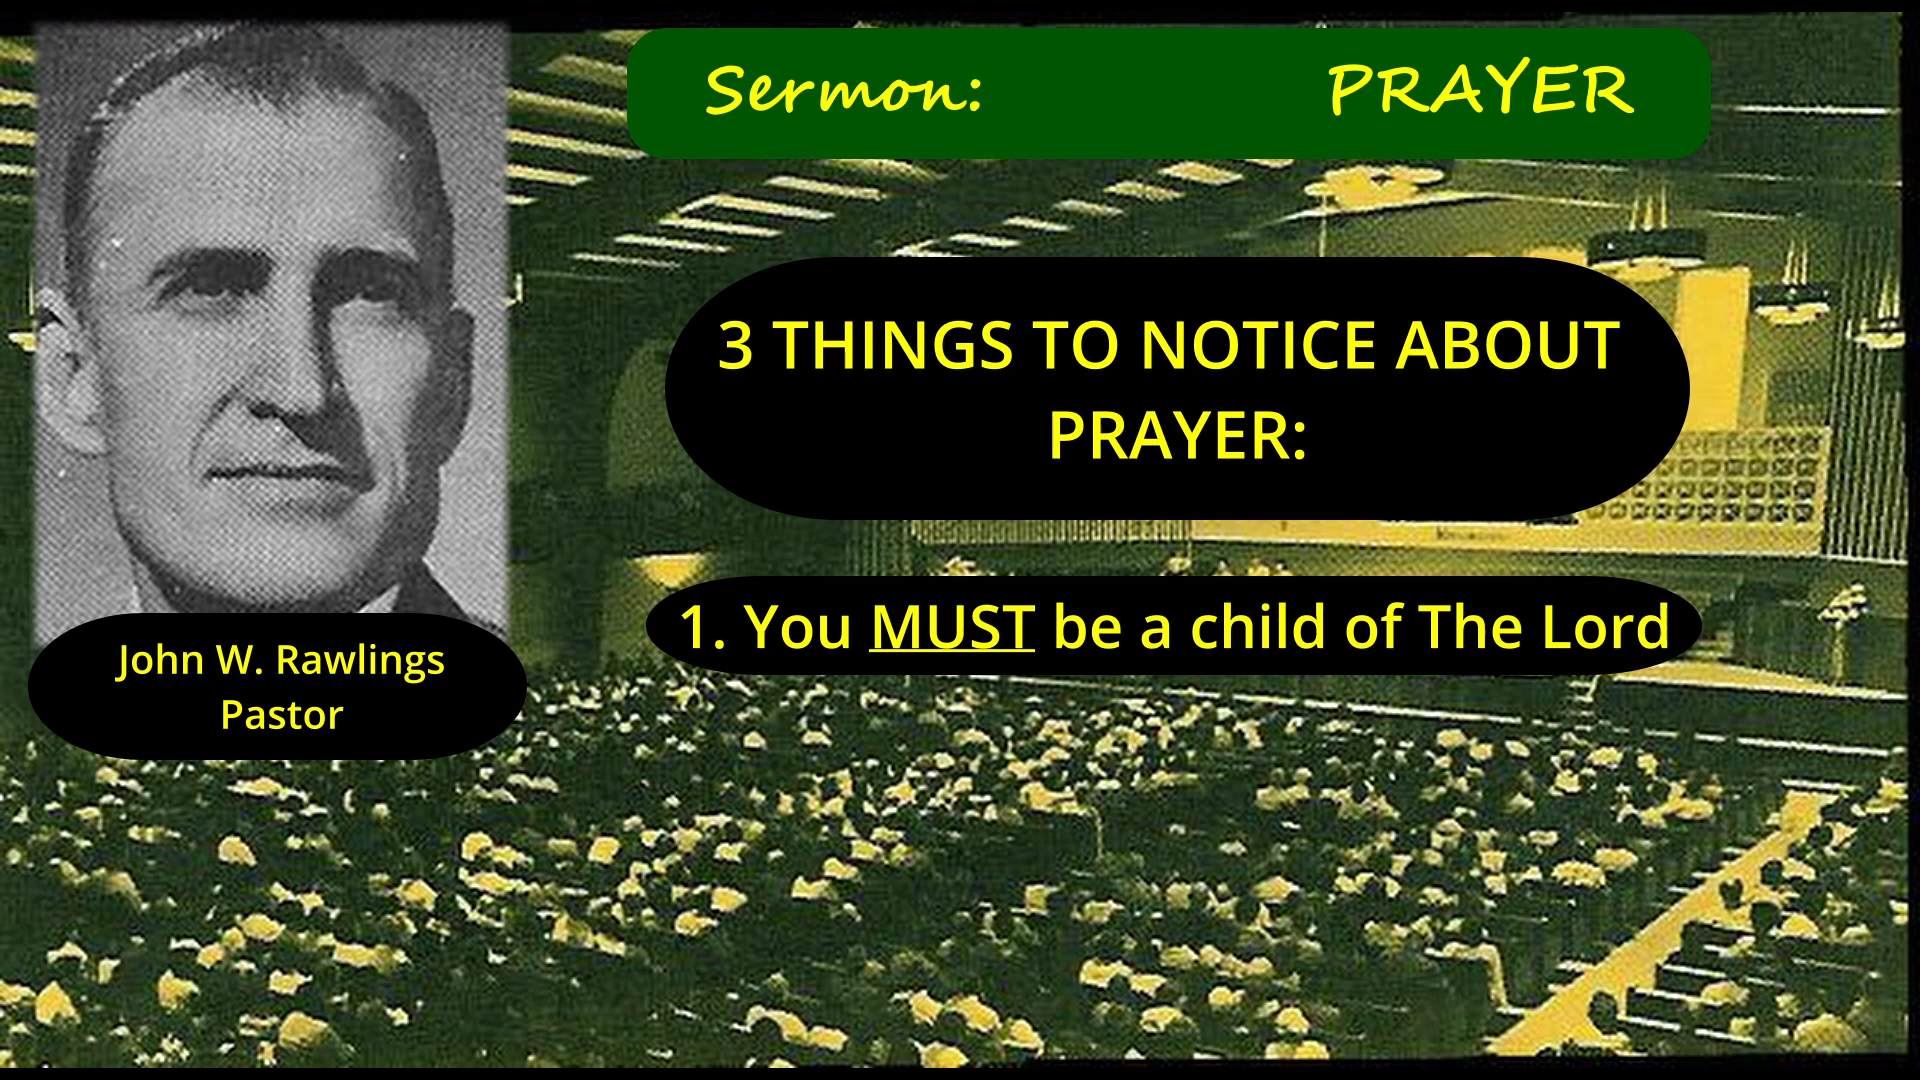 Sermon: PRAYER
3 THINGS TO NOTICE ABOUT
PRAYER:
1. You MUST be a child of The Lord
John W. Rawlings
Pastor